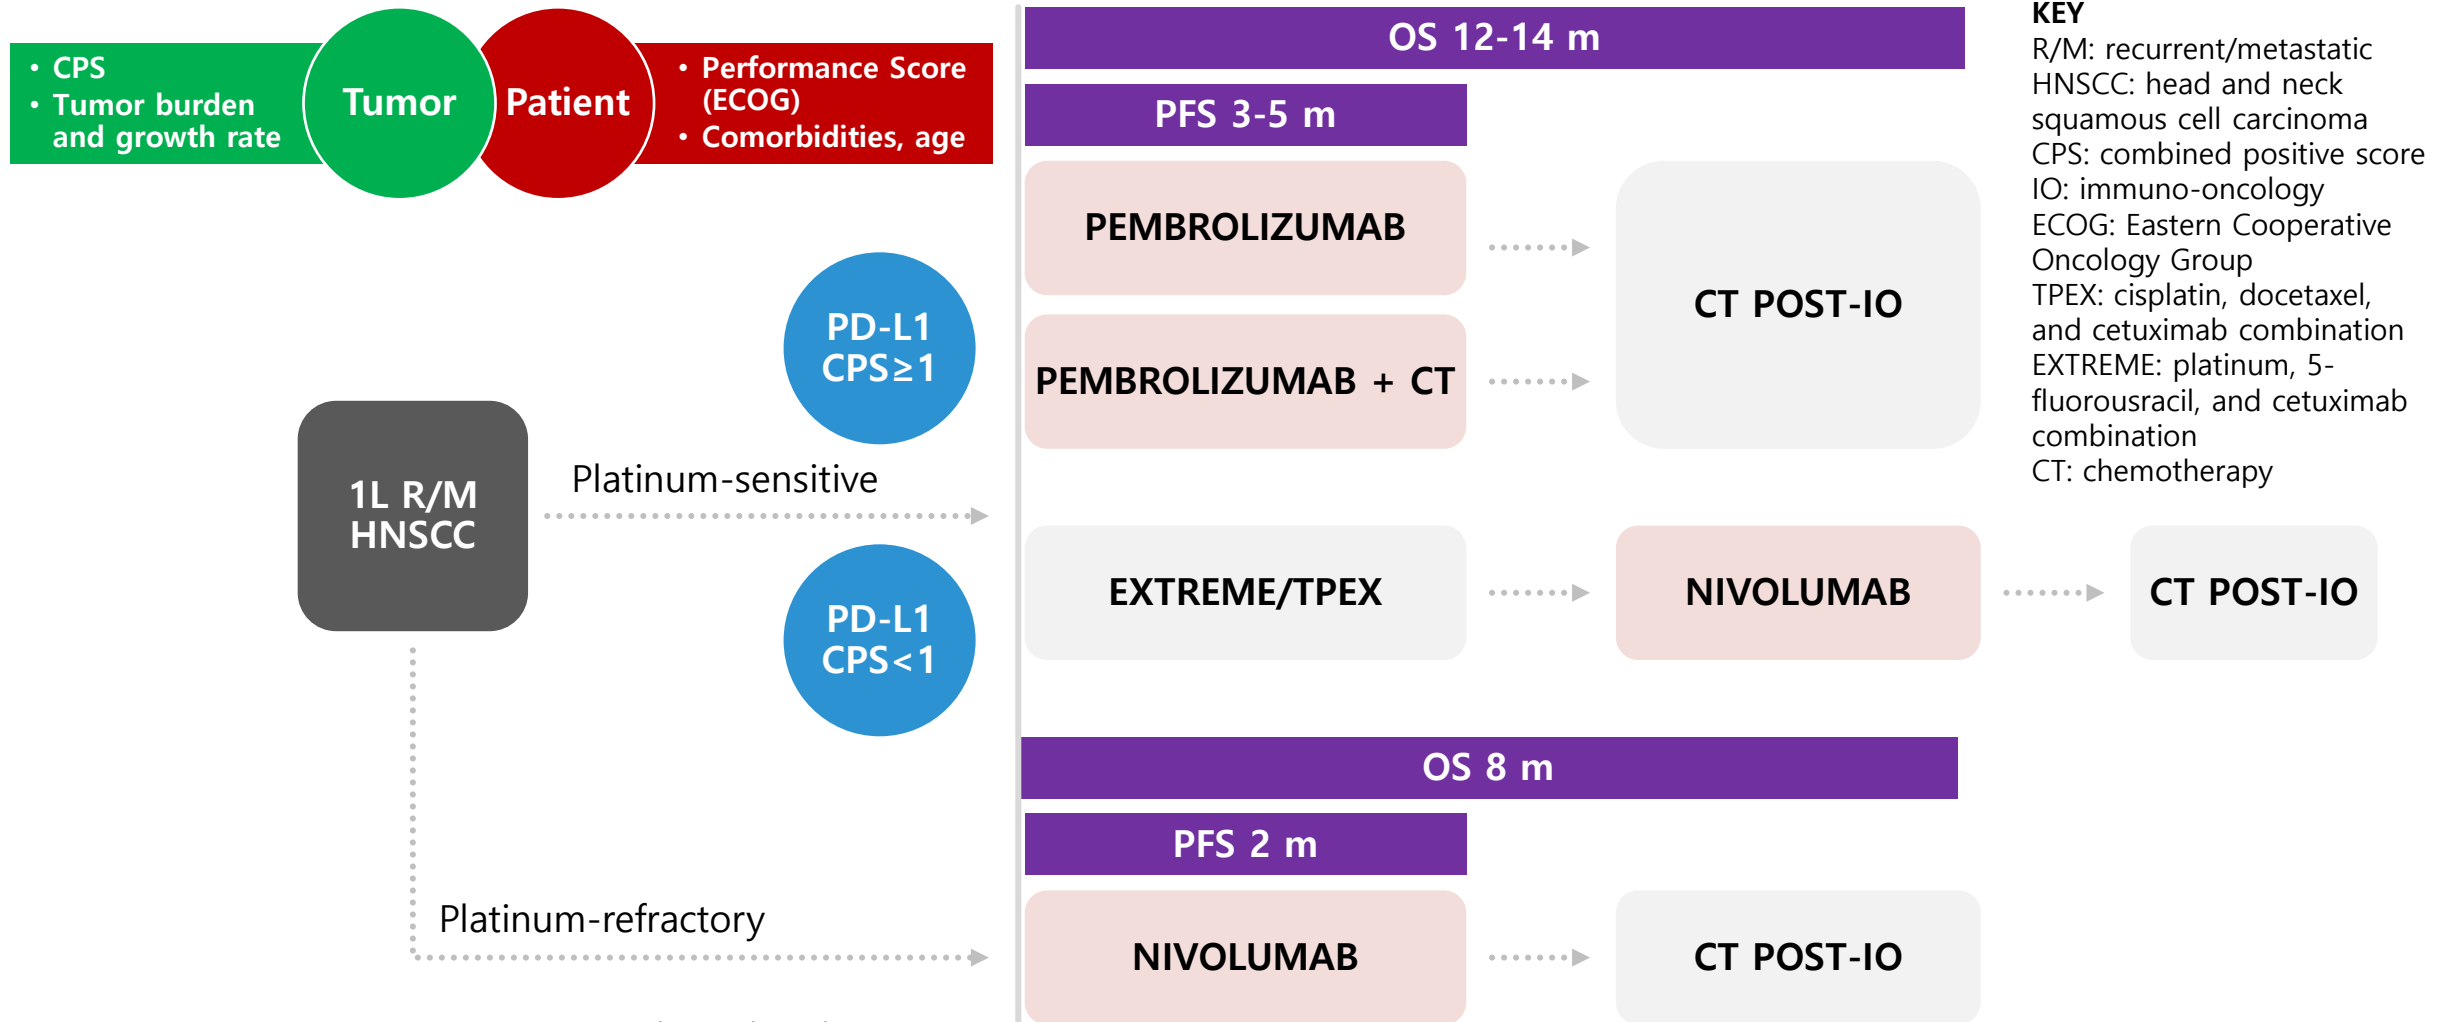 • CPS
• Tumor burden
and growth rate
Tumor
Patient
• Performance Score
(ECOG)
• Comorbidities, age
OS 12-14 m
PFS 3-5 m
PEMBROLIZUMAB
PEMBROLIZUMAB + CT
CT POST-IO
PD-L1
CPS≥1
1L R/M
HNSCC
Platinum-sensitive
PD-L1
CPS<1
EXTREME/TPEX
NIVOLUMAB
CT POST-IO
OS 8 m
PFS 2 m
Platinum-refractory
NIVOLUMAB
CT POST-IO
KEY
R/M: recurrent/metastatic
HNSCC: head and neck
squamous cell carcinoma
CPS: combined positive score
IO: immuno-oncology
ECOG: Eastern Cooperative
Oncology Group
TPEX: cisplatin, docetaxel,
and cetuximab combination
EXTREME: platinum, 5-
fluorousracil, and cetuximab
combination
CT: chemotherapy